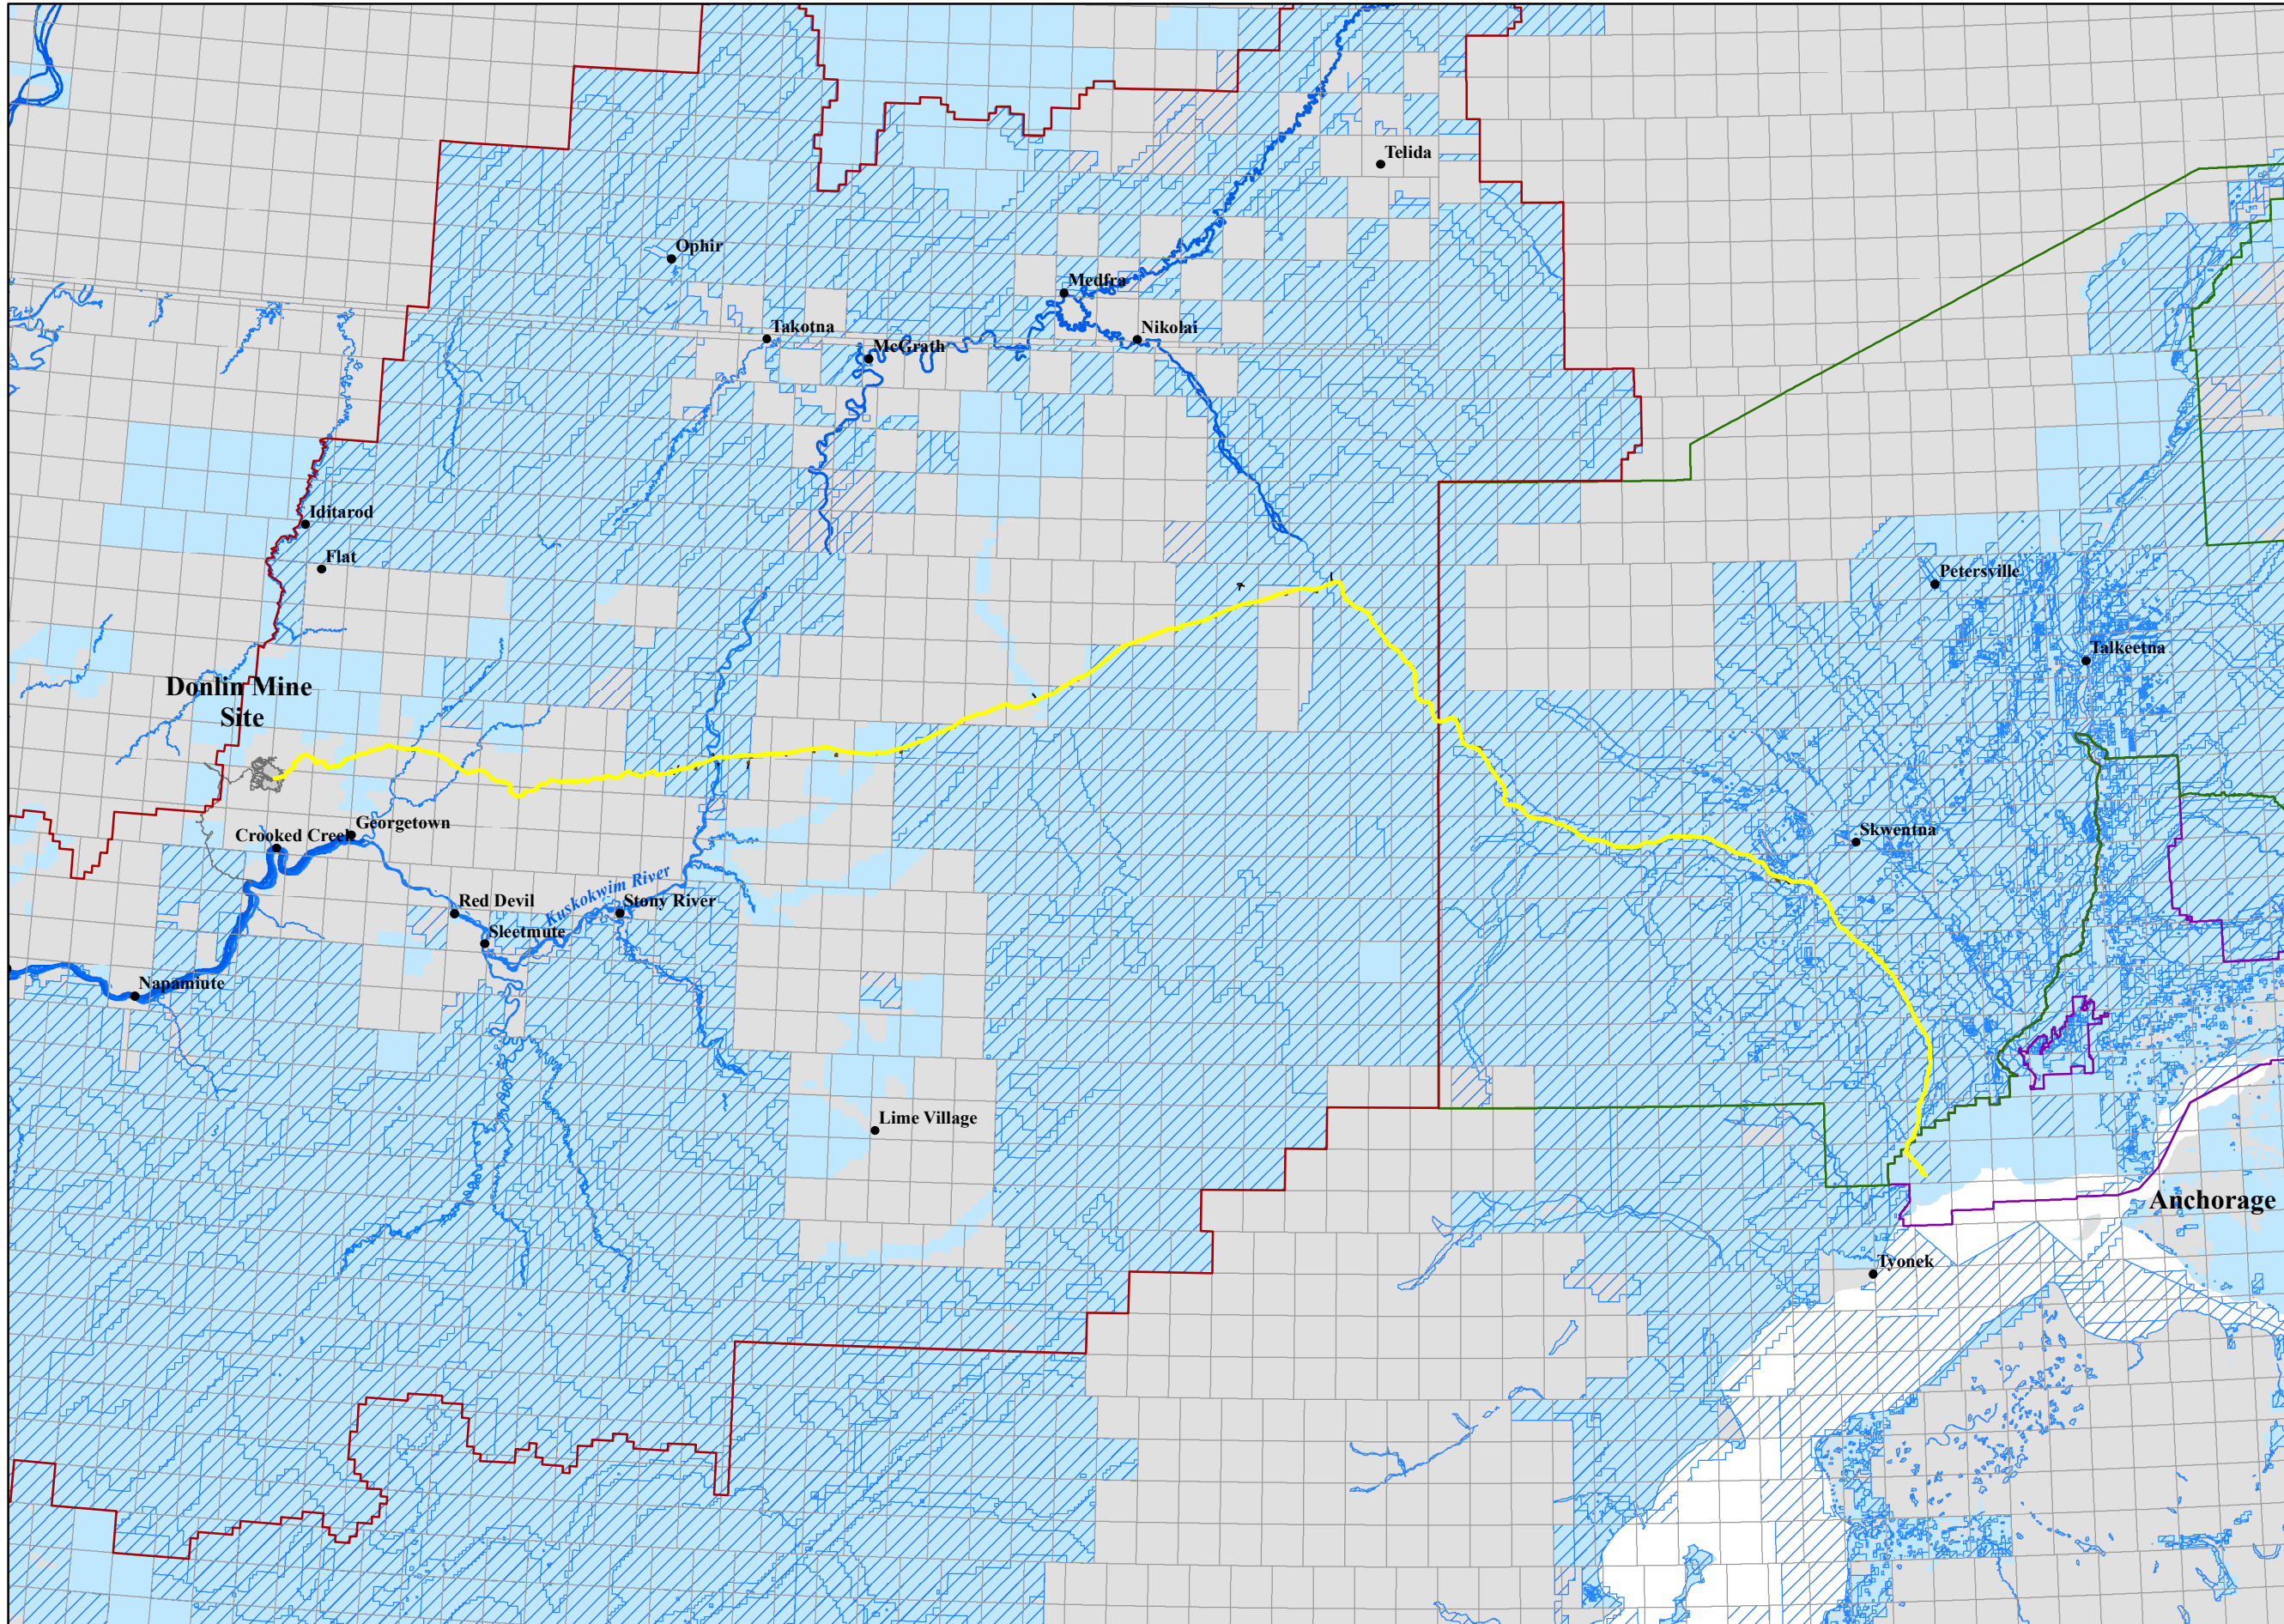 Telida
Ophir
Medfra
Takotna
Nikolai
McGrath
Iditarod
Flat
Petersville
Talkeetna
Donlin Mine
Site
Georgetown
Crooked Creek
Skwentna
Kuskokwim River
Red Devil
Stony River
Sleetmute
Napamiute
Lime Village
Anchorage
Tyonek